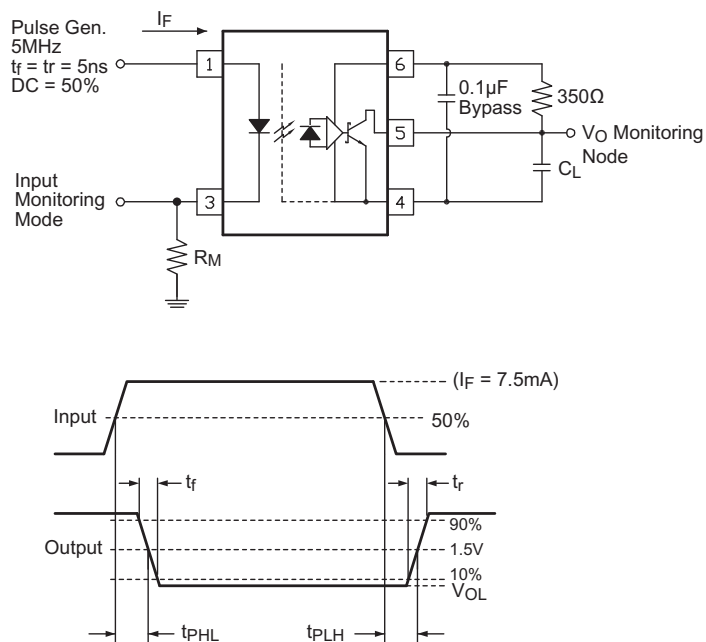 Pulse Gen.
5MHz
tf = tr = 5ns
DC = 50%
IF
1
6
0.1µF
Bypass
350Ω
5
VO Monitoring
Node
CL
Input
Monitoring
Mode
3
4
RM
(IF = 7.5mA)
Input
50%
tf
tr
90%
Output
1.5V
10%
VOL
tPHL
tPLH